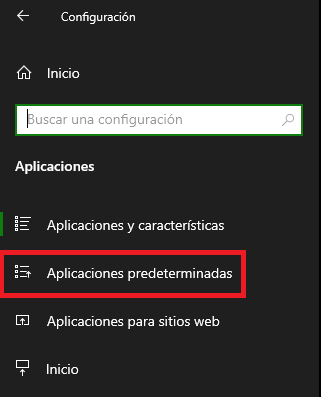 Configuración
Inicio
Buscar una configuración
Aplicaciones
Aplicaciones y características
Aplicaciones predeterminadas
Aplicaciones para sitios web
Inicio